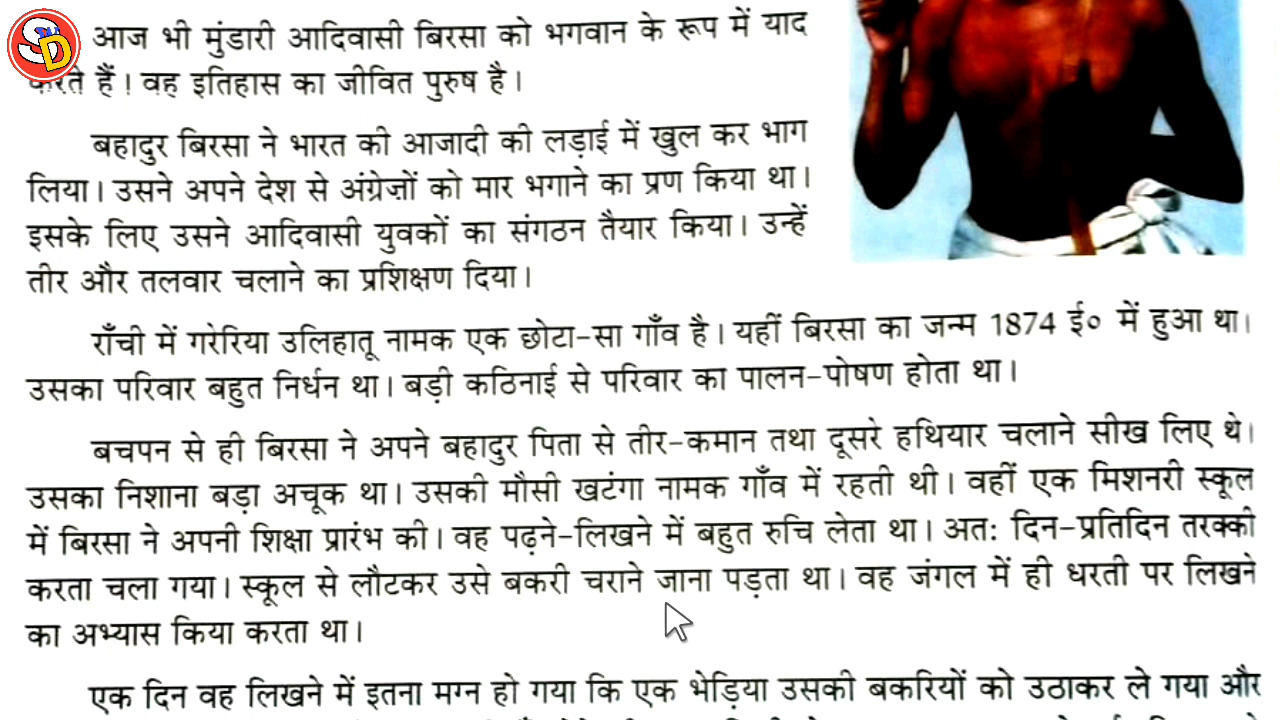 SD
आज भी मुंडारी आदिवासी बिरसा को भगवान के रूप में याद
करते हैं। वह इतिहास का जीवित पुरुष है।
बहादुर बिरसा ने भारत की आजादी की लड़ाई में खुल कर भाग
लिया। उसने अपने देश से अंग्रेज़ों को मार भगाने का प्रण किया था।
इसके लिए उसने आदिवासी युवकों का संगठन तैयार किया। उन्हें
तीर और तलवार चलाने का प्रशिक्षण दिया।
राँची में गरेरिया उलिहातू नामक एक छोटा-सा गाँव है। यहीं बिरसा का जन्म 1874 ई० में हुआ था।
उसका परिवार बहुत निर्धन था। बड़ी कठिनाई से परिवार का पालन-पोषण होता था।
बचपन से ही बिरसा ने अपने बहादुर पिता से तीर-कमान तथा दूसरे हथियार चलाने सीख लिए थे।
उसका निशाना बड़ा अचूक था। उसकी मौसी खटंगा नामक गाँव में रहती थी। वहीं एक मिशनरी स्कूल
में बिरसा ने अपनी शिक्षा प्रारंभ की। वह पढ़ने-लिखने में बहुत रुचि लेता था। अतः दिन-प्रतिदिन तरक्की
करता चला गया। स्कूल से लौटकर उसे बकरी चराने जाना पड़ता था। वह जंगल में ही धरती पर लिखने
का अभ्यास किया करता था।
एक दिन वह लिखने में इतना मग्न हो गया कि एक भेड़िया उसकी बकरियों को उठाकर ले गया और